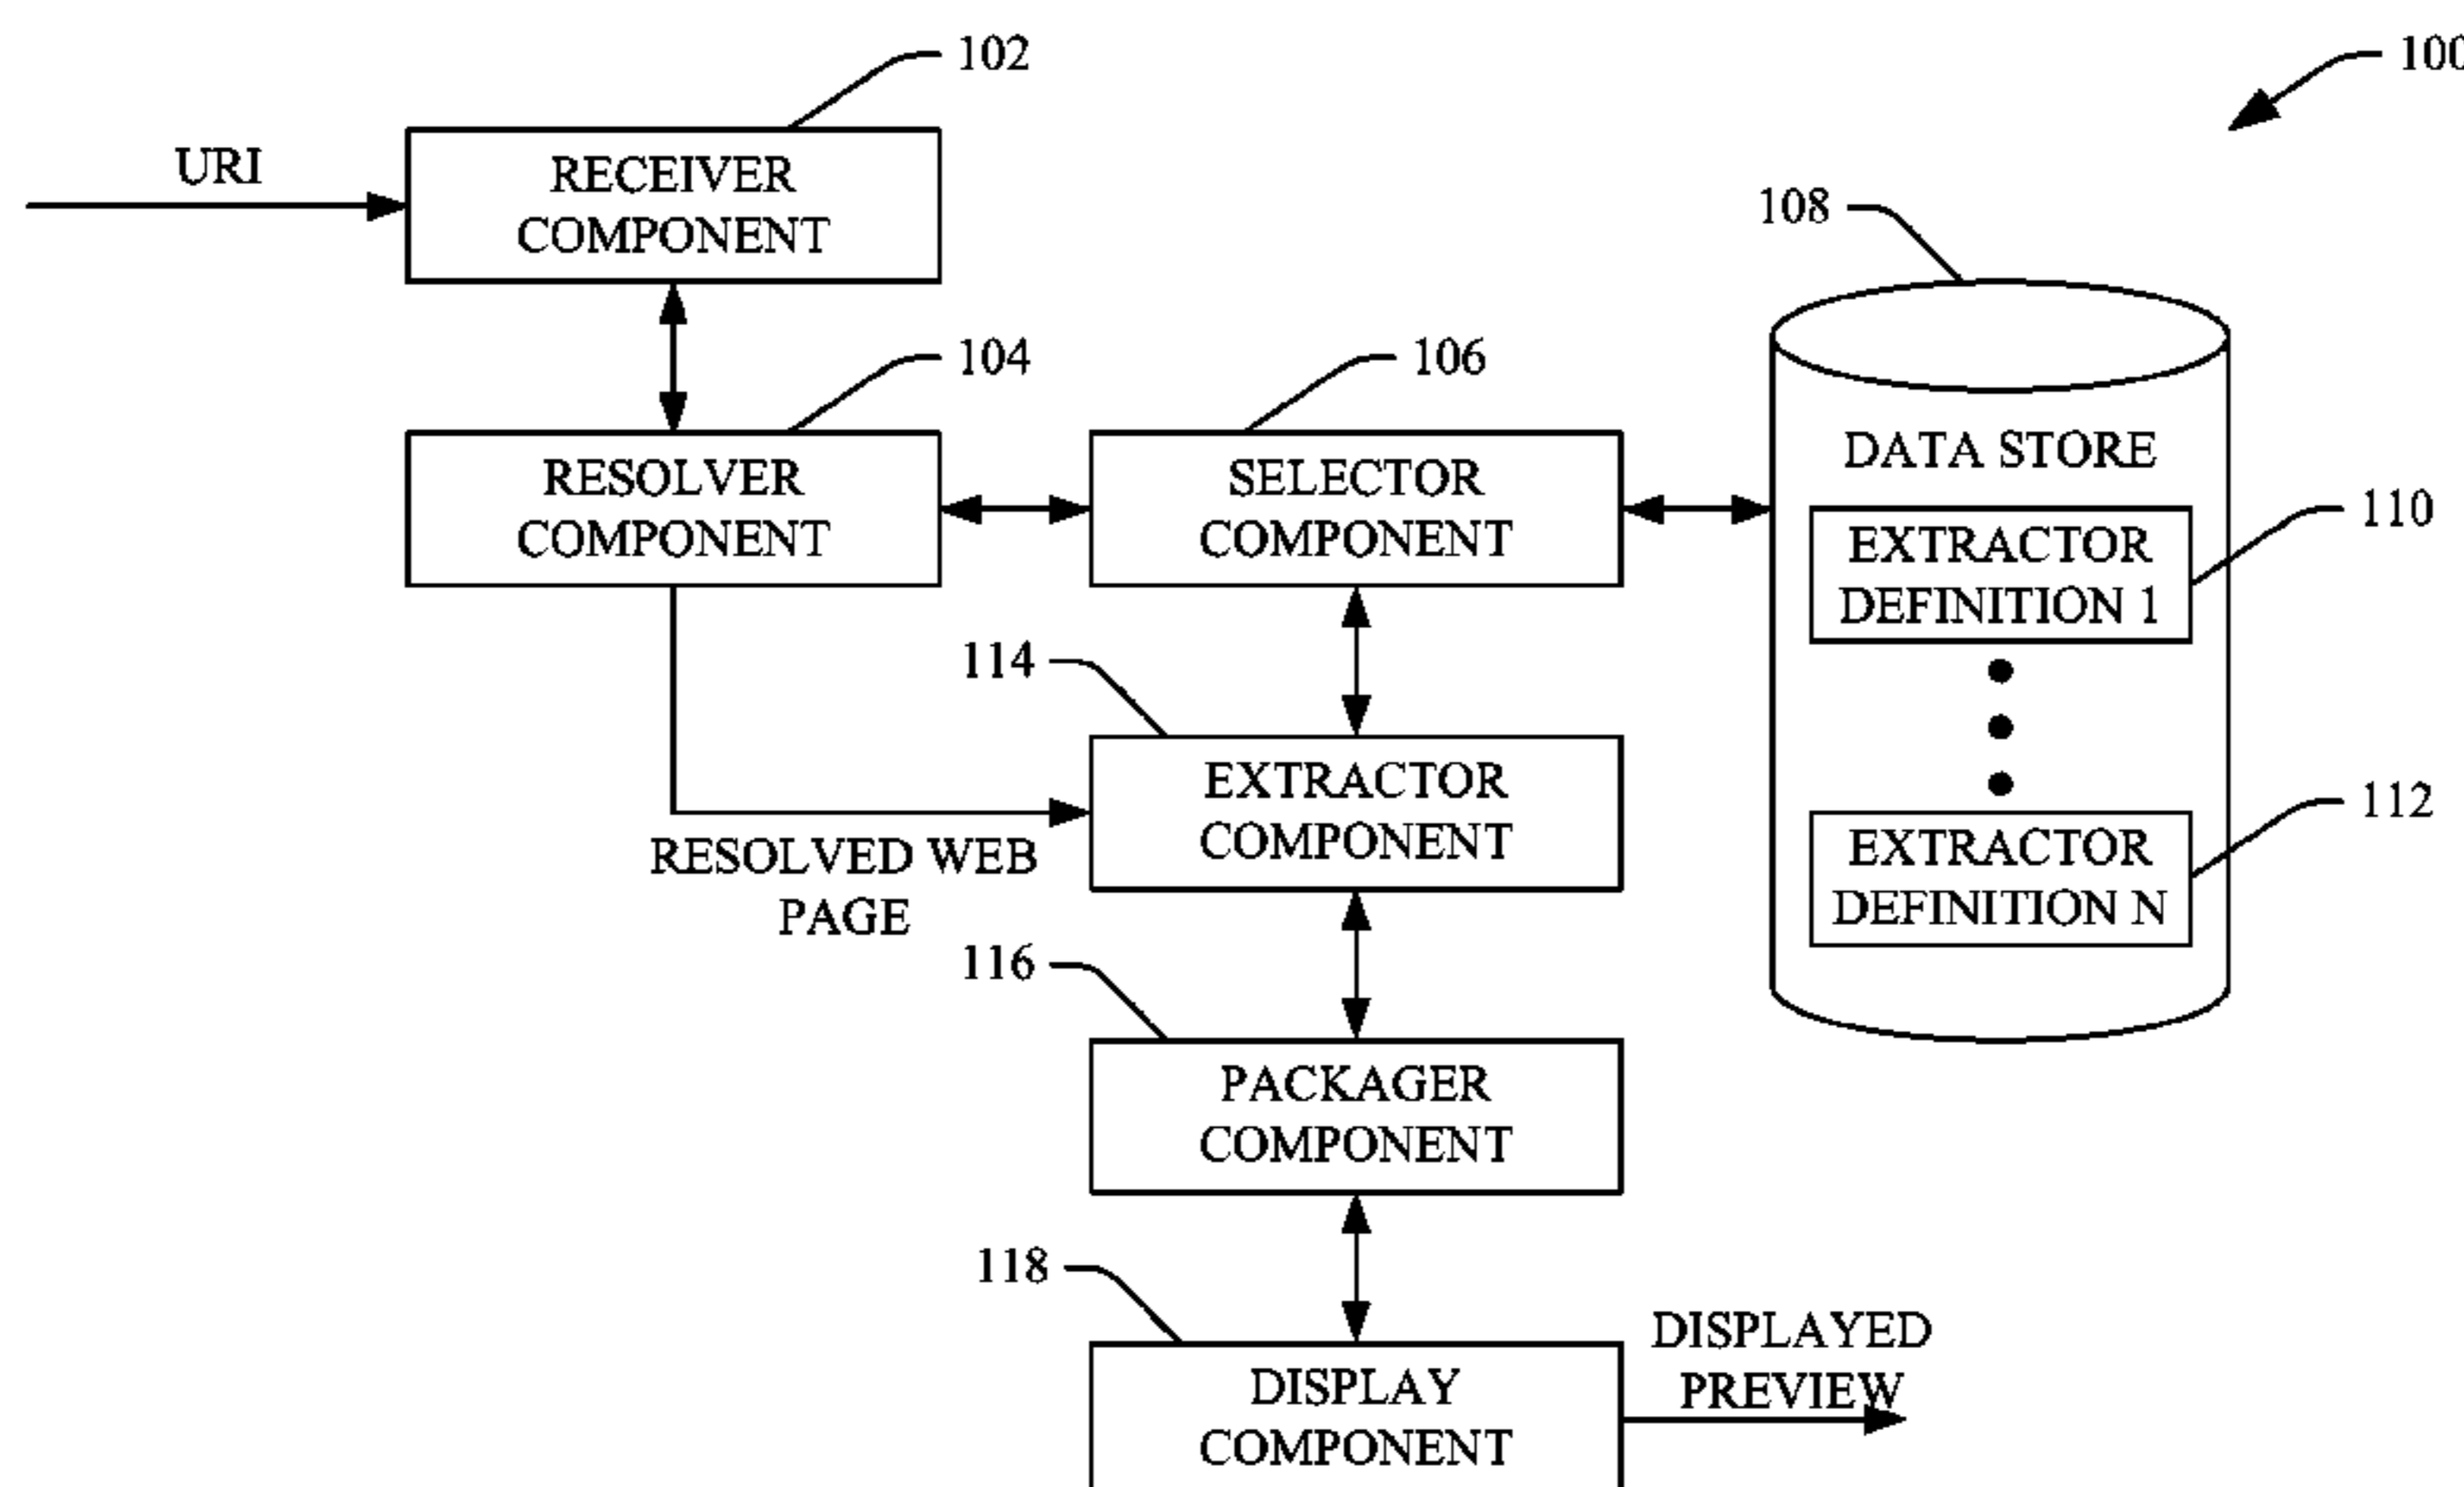 102
100
URI
RECEIVER
COMPONENT
108
104
106
RESOLVER
COMPONENT
SELECTOR
COMPONENT
DATA STORE
110
EXTRACTOR
DEFINITION 1
114
EXTRACTOR
COMPONENT
RESOLVED WEB
PAGE
112
EXTRACTOR
DEFINITION N
116
PACKAGER
COMPONENT
118
DISPLAY
COMPONENT
DISPLAYED
PREVIEW